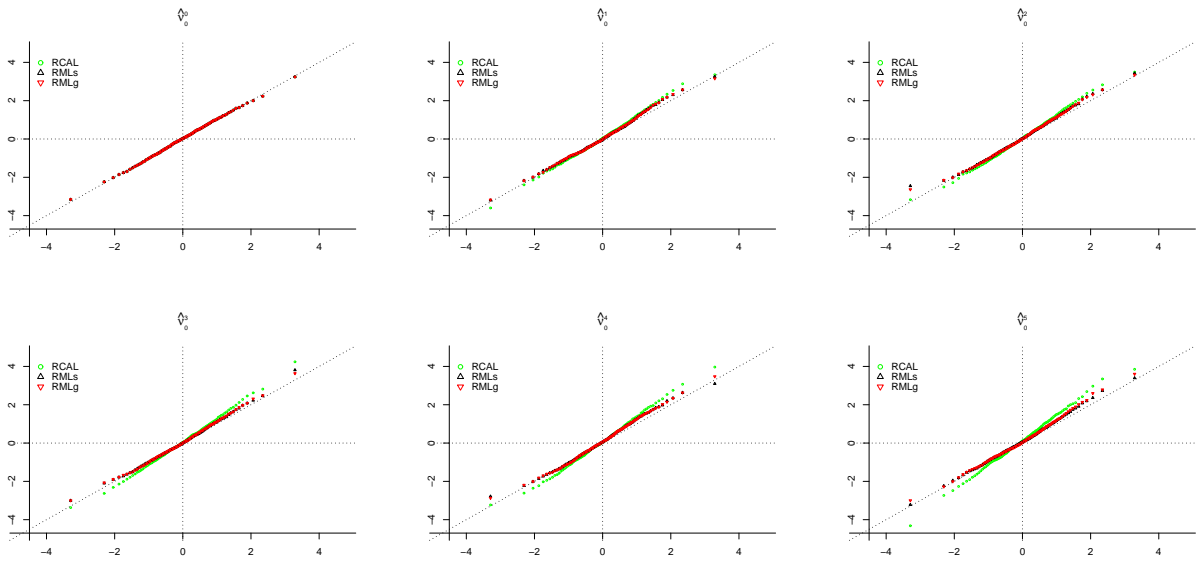 v̂⁰₀ v̂¹₀ v̂²₀
4 4 4
RCAL RCAL RCAL
RMLs RMLs RMLs
RMLg RMLg RMLg
2 2 2
0 0 0
−2 −2 −2
−4 −4 −4
−4 −2 0 2 4 −4 −2 0 2 4 −4 −2 0 2 4
v̂³₀ v̂⁴₀ v̂⁵₀
4 4 4
RCAL RCAL RCAL
RMLs RMLs RMLs
RMLg RMLg RMLg
2 2 2
0 0 0
−2 −2 −2
−4 −4 −4
−4 −2 0 2 4 −4 −2 0 2 4 −4 −2 0 2 4